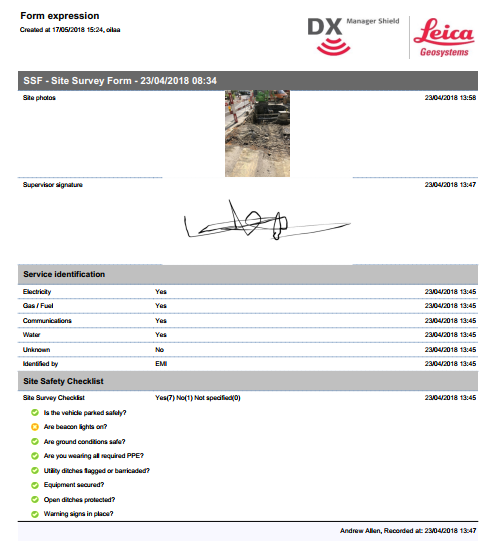 Form expression
Created at 17/05/2018 15:24, oilaa
DX Manager Shield
Leica
Geosystems
SSF - Site Survey Form - 23/04/2018 08:34
Site photos 23/04/2018 13:58
Supervisor signature 23/04/2018 13:47
Service identification
Electricity Yes 23/04/2018 13:45
Gas / Fuel Yes 23/04/2018 13:45
Communications Yes 23/04/2018 13:45
Water Yes 23/04/2018 13:45
Unknown No 23/04/2018 13:45
Identified by EMI 23/04/2018 13:45
Site Safety Checklist
Site Survey Checklist Yes(7) No(1) Not specified(0) 23/04/2018 13:45
Is the vehicle parked safely?
Are beacon lights on?
Are ground conditions safe?
Are you wearing all required PPE?
Utility ditches flagged or barricaded?
Equipment secured?
Open ditches protected?
Warning signs in place?
Andrew Allen, Recorded at: 23/04/2018 13:47